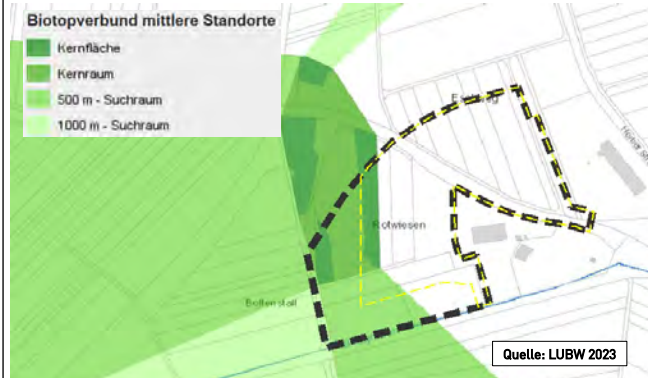 Biotopverbund mittlere Standorte
Kernfläche
Kernraum
500 m - Suchraum
1000 m - Suchraum
Rotwiesen
Quelle: LUBW 2023